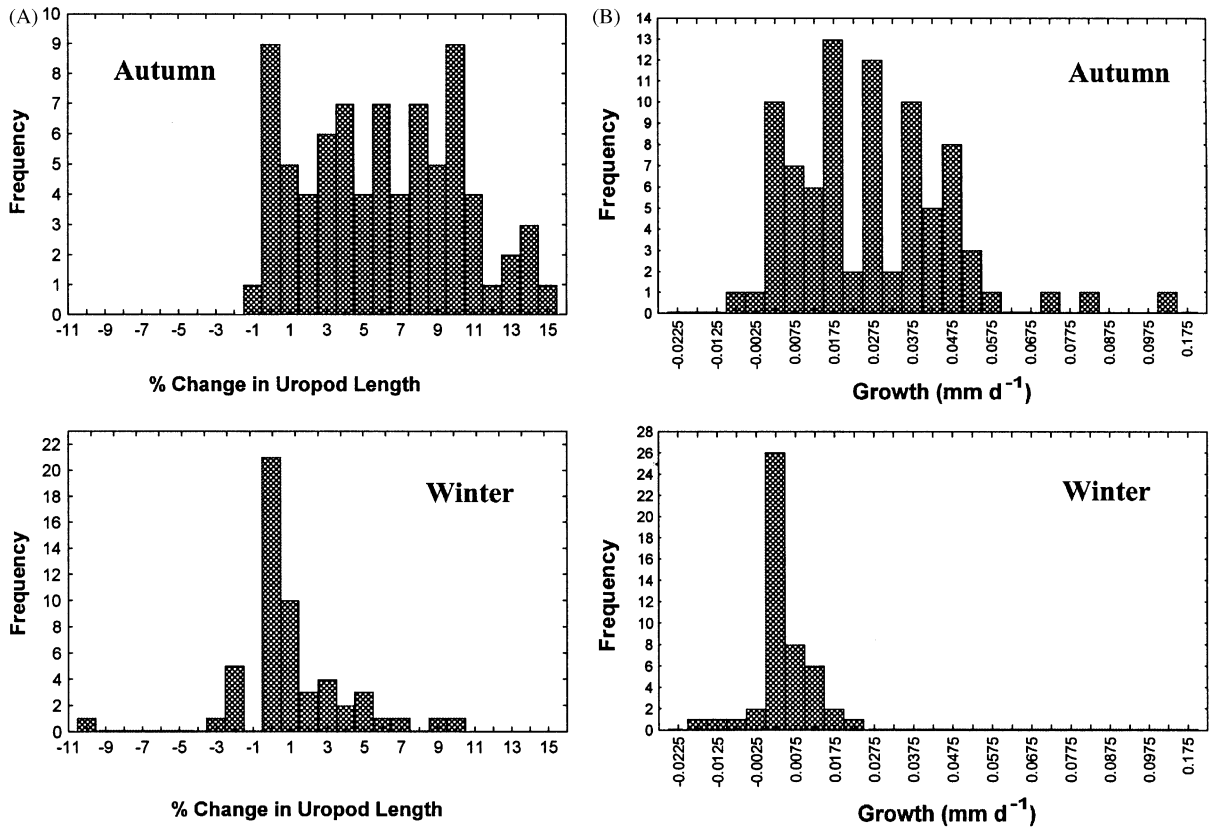 (A)
Autumn
Frequency
10
9
8
7
6
5
4
3
2
1
0
-11 -9 -7 -5 -3 -1 1 3 5 7 9 11 13 15
% Change in Uropod Length
(B)
Autumn
Frequency
14
13
12
11
10
9
8
7
6
5
4
3
2
1
0
-0.0225 -0.0125 -0.0025 0.0075 0.0175 0.0275 0.0375 0.0475 0.0575 0.0675 0.0775 0.0875 0.0975 0.175
Growth (mm d⁻¹)
Winter
Frequency
22
20
18
16
14
12
10
8
6
4
2
0
-11 -9 -7 -5 -3 -1 1 3 5 7 9 11 13 15
% Change in Uropod Length
Winter
Frequency
28
26
24
22
20
18
16
14
12
10
8
6
4
2
0
-0.0225 -0.0125 -0.0025 0.0075 0.0175 0.0275 0.0375 0.0475 0.0575 0.0675 0.0775 0.0875 0.0975 0.175
Growth (mm d⁻¹)